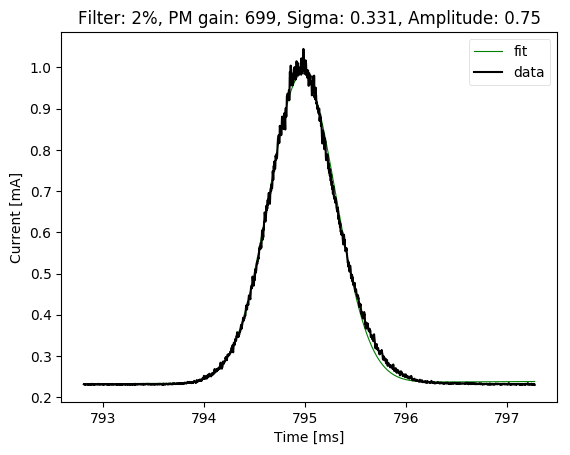 Filter: 2%, PM gain: 699, Sigma: 0.331, Amplitude: 0.75
fit
data
1.0
0.9
0.8
0.7
0.6
0.5
0.4
0.3
0.2
Current [mA]
793 794 795 796 797
Time [ms]